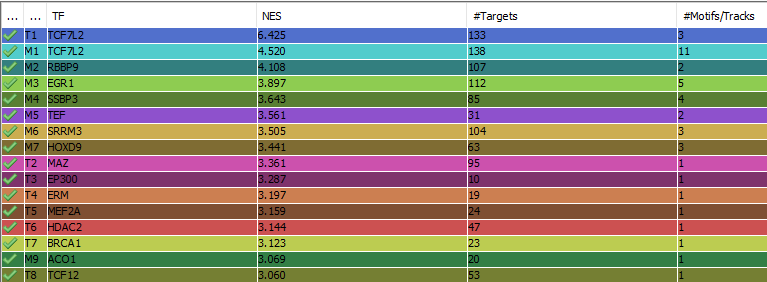 ... ... TF NES #Targets #Motifs/Tracks
T1 TCF7L2 6.425 133 3
M1 TCF7L2 4.520 138 11
M2 RBBP9 4.108 107 2
M3 EGR1 3.897 112 5
M4 SSBP3 3.643 85 4
M5 TEF 3.561 31 2
M6 SRRM3 3.505 104 3
M7 HOXD9 3.441 63 3
T2 MAZ 3.361 95 1
T3 EP300 3.287 10 1
T4 ERM 3.197 19 1
T5 MEF2A 3.159 24 1
T6 HDAC2 3.144 47 1
T7 BRCA1 3.123 23 1
M9 ACO1 3.069 20 1
T8 TCF12 3.060 53 1